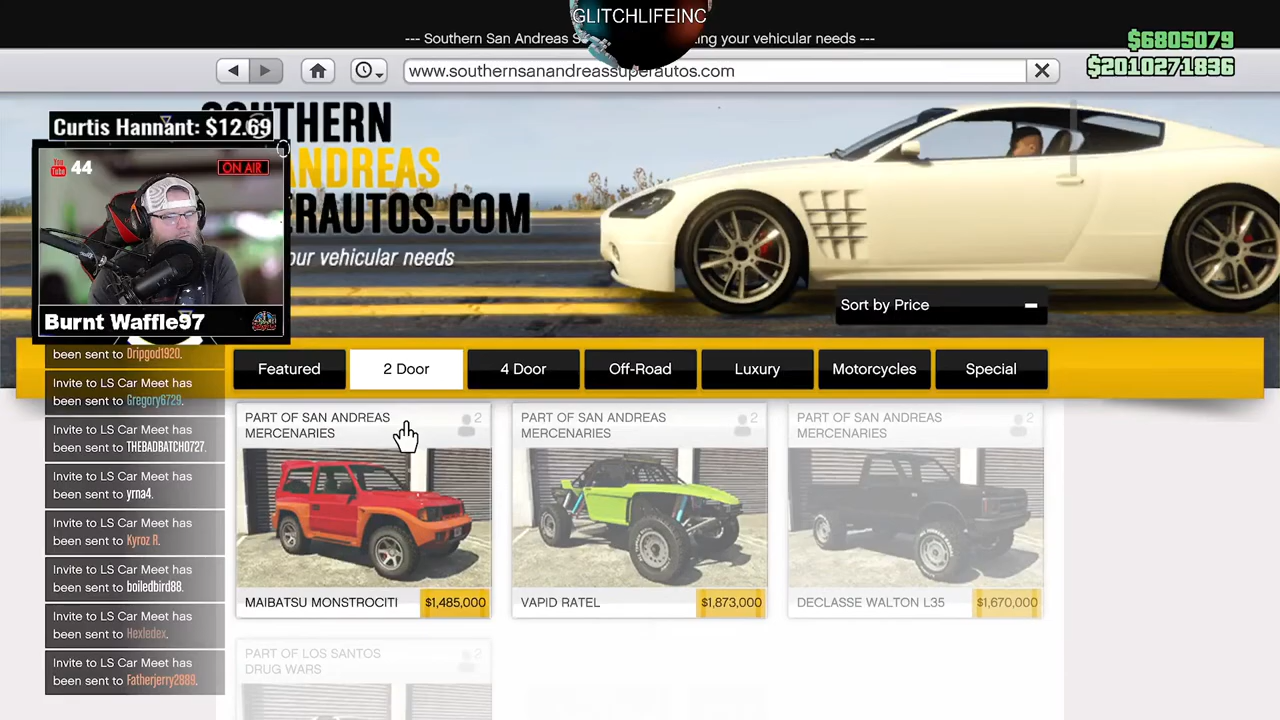 GLITCHLIFEINC
--- Southern San Andreas S ing your vehicular needs ---
$6805079
$2010271836
www.southernsanandreassuperautos.com
SOUTHERN
ANDREAS
ERAUTOS.COM
our vehicular needs
Curtis Hannant: $12.69
You Tube 44
ON AIR
Burnt Waffle97
Sort by Price
Featured
2 Door
4 Door
Off-Road
Luxury
Motorcycles
Special
been sent to Dripgod1920.
Invite to LS Car Meet has
been sent to Gregory6729.
Invite to LS Car Meet has
been sent to THEBADBATCH0727.
Invite to LS Car Meet has
been sent to yrna4.
Invite to LS Car Meet has
been sent to Kyroz R.
Invite to LS Car Meet has
been sent to boiledbird88.
Invite to LS Car Meet has
been sent to Hexledex.
Invite to LS Car Meet has
been sent to Fatherjerry2889.
PART OF SAN ANDREAS
MERCENARIES
2
MAIBATSU MONSTROCITI
$1,485,000
PART OF SAN ANDREAS
MERCENARIES
2
VAPID RATEL
$1,873,000
PART OF SAN ANDREAS
MERCENARIES
2
DECLASSE WALTON L35
$1,670,000
PART OF LOS SANTOS
DRUG WARS
2